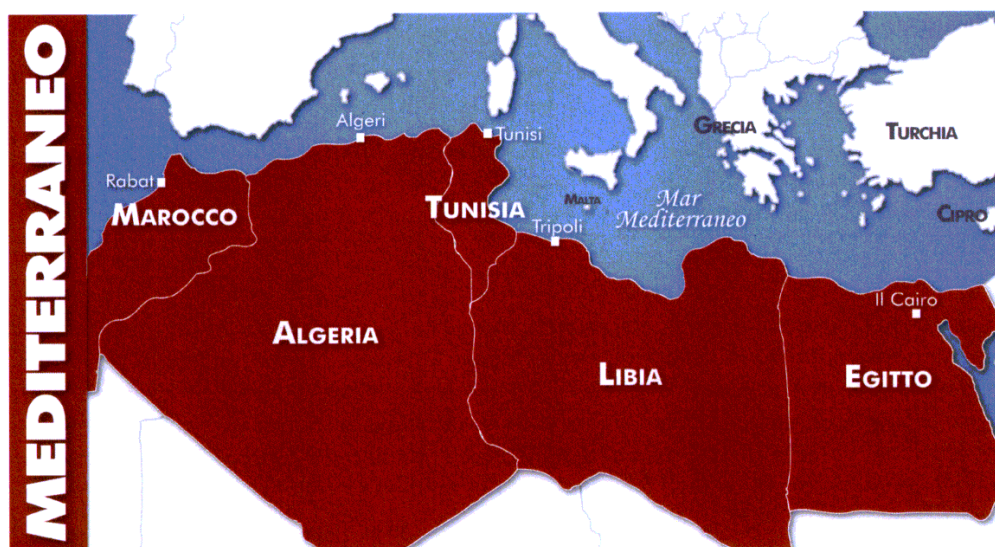 MEDITERRANEO
Algeri
Tunisi
GRECIA
TURCHIA
Rabat
MAROCCO
TUNISIA
MALTA
Mar
Mediterraneo
CIPRO
Tripoli
Il Cairo
ALGERIA
LIBIA
EGITTO